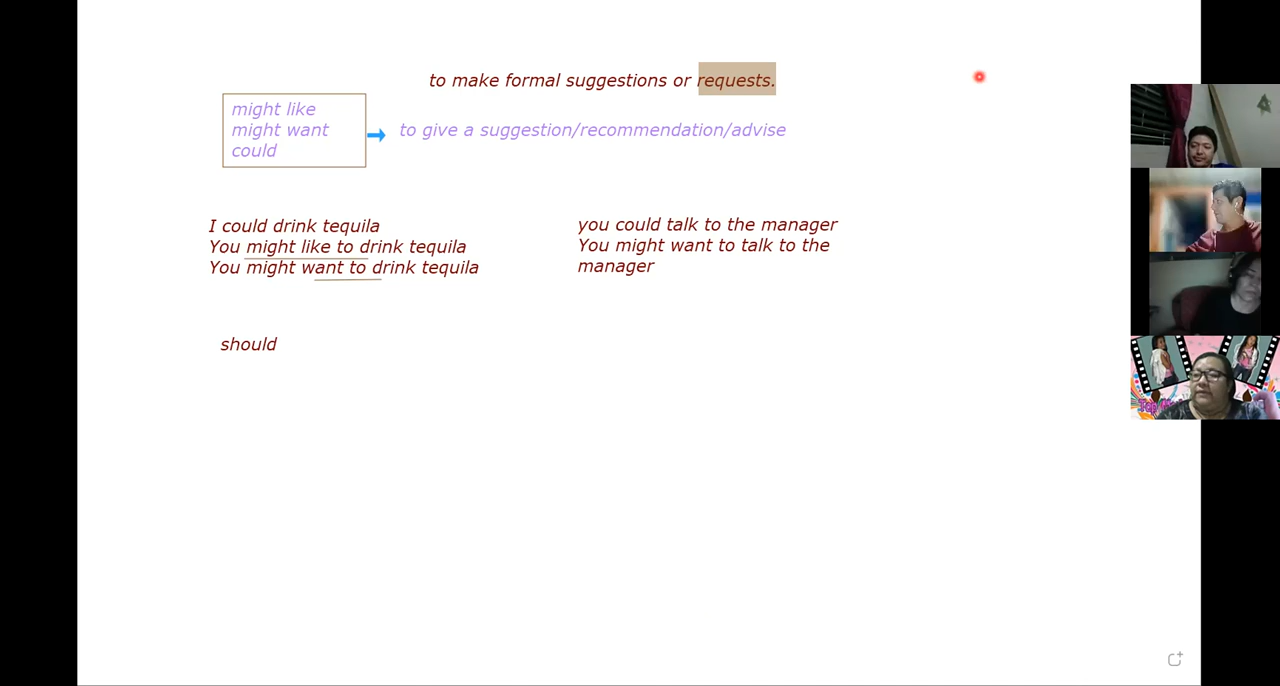 to make formal suggestions or requests.
might like
might want
could
to give a suggestion/recommendation/advise
I could drink tequila
You might like to drink tequila
You might want to drink tequila
you could talk to the manager
You might want to talk to the
manager
should